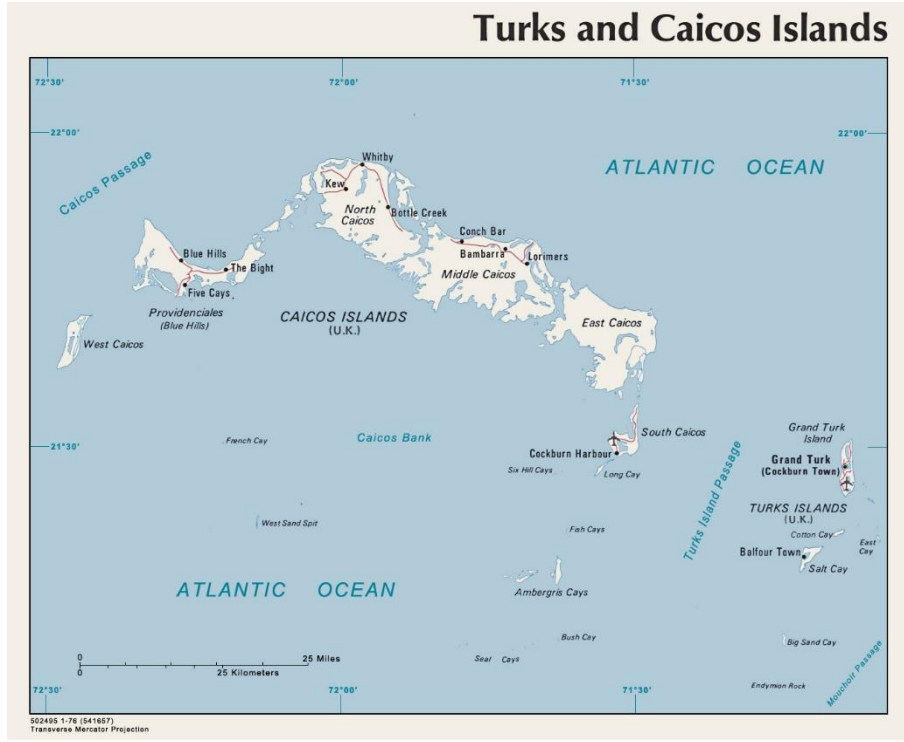 Turks and Caicos Islands
72°30'
72°00'
71°30'
22°00'
22°00'
Caicos Passage
ATLANTIC OCEAN
Whitby
Kew
North
Caicos
Bottle Creek
Conch Bar
Bambarra
Lorimers
Middle Caicos
Blue Hills
The Bight
Five Cays
Providenciales
(Blue Hills)
CAICOS ISLANDS
(U.K.)
East Caicos
West Caicos
21°30'
French Cay
Caicos Bank
South Caicos
Cockburn Harbour
Six Hill Cays
Long Cay
Turks Island Passage
Grand Turk
Island
Grand Turk
(Cockburn Town)
TURKS ISLANDS
(U.K.)
West Sand Spit
Fish Cays
Cotton Cay
East
Cay
Balfour Town
Salt Cay
ATLANTIC OCEAN
Ambergris Cays
Bush Cay
Seal Cays
Big Sand Cay
Endymion Rock
Mouchoir Passage
0 25 Miles
0 25 Kilometers
72°30'
72°00'
71°30'
502495 1-76 (541657)
Transverse Mercator Projection